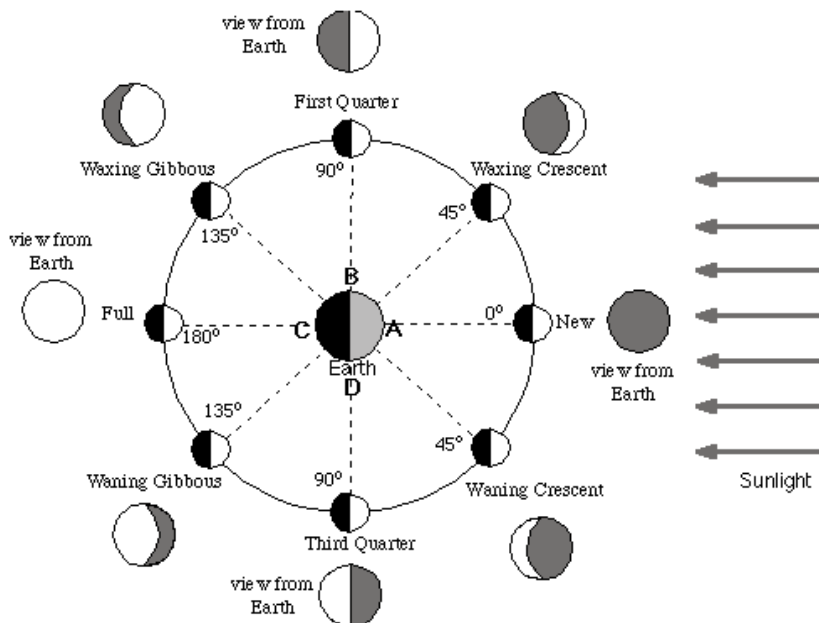 view from
Earth
First Quarter
Waxing Gibbous
Waxing Crescent
90º
45º
135º
view from
Earth
B
Full
180º
C
A
0º
New
Earth
D
view from
Earth
135º
45º
Waning Gibbous
90º
Waning Crescent
Sunlight
Third Quarter
view from
Earth